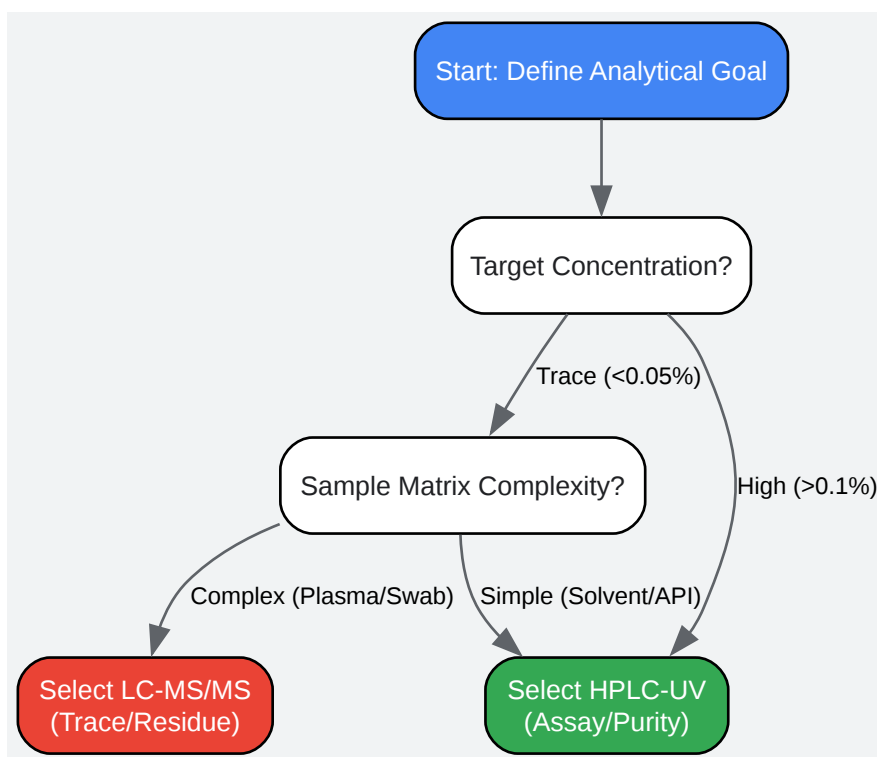 Start: Define Analytical Goal
Target Concentration?
Trace (<0.05%)
Sample Matrix Complexity?
High (>0.1%)
Complex (Plasma/Swab)
Simple (Solvent/API)
Select LC-MS/MS
(Trace/Residue)
Select HPLC-UV
(Assay/Purity)